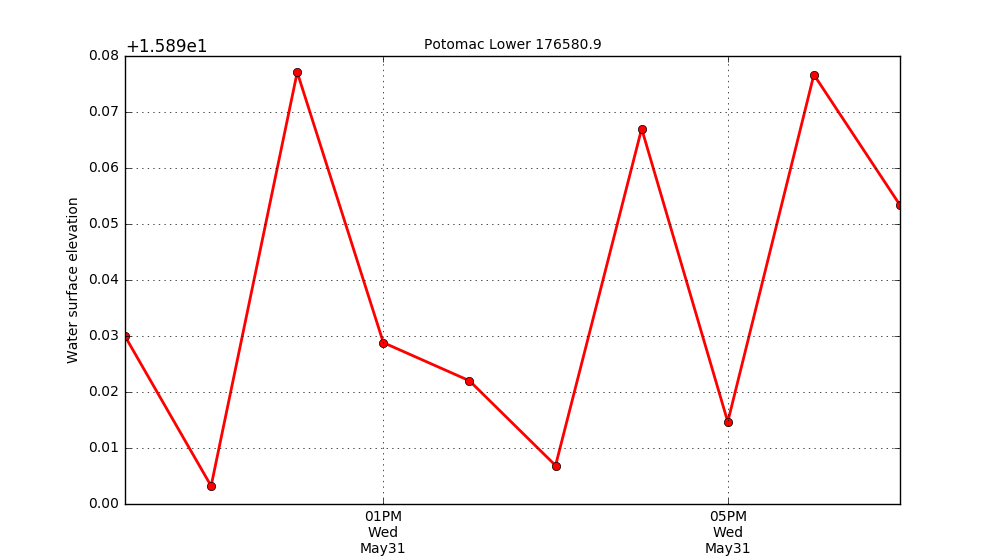 +1.589e1
Potomac Lower 176580.9
0.08
0.07
0.06
0.05
0.04
0.03
0.02
0.01
0.00
Water surface elevation
01PM
Wed
May31
05PM
Wed
May31